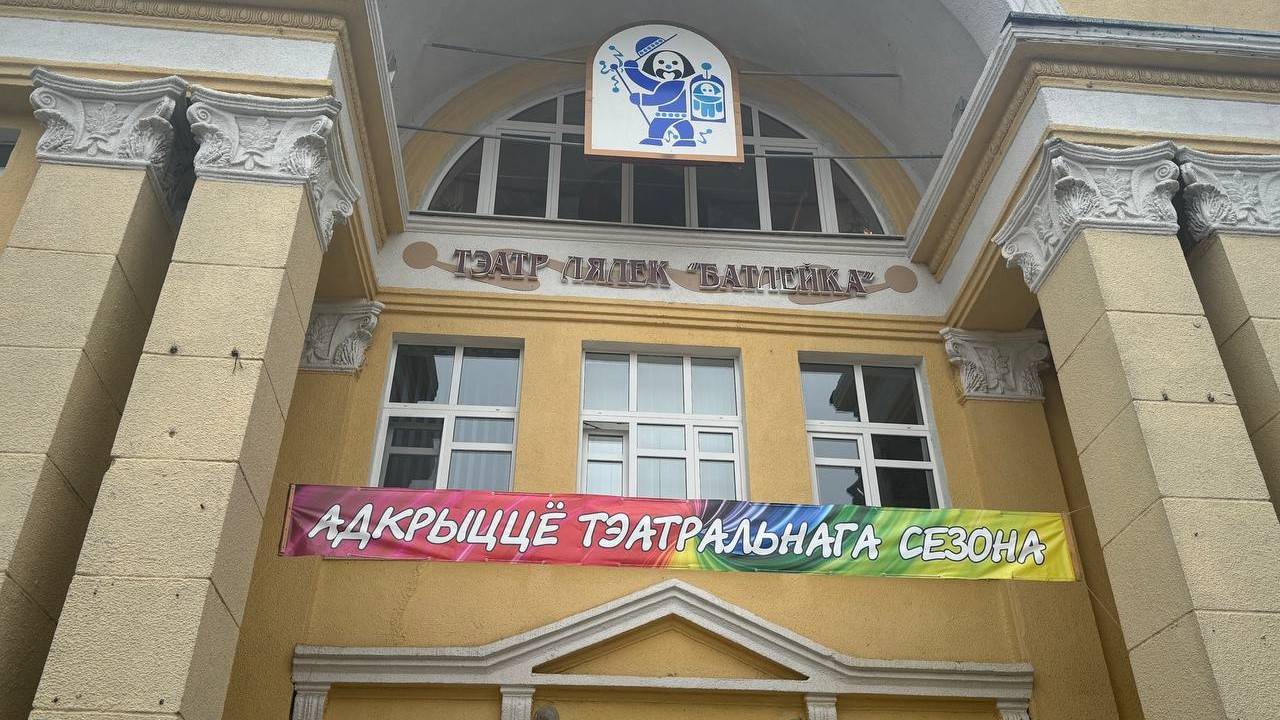 ТЭАТР ЛЯЛЕК "БАТЛЕЙКА"
АДКРЫЦЦЁ ТЭАТРАЛЬНАГА СЕЗОНА